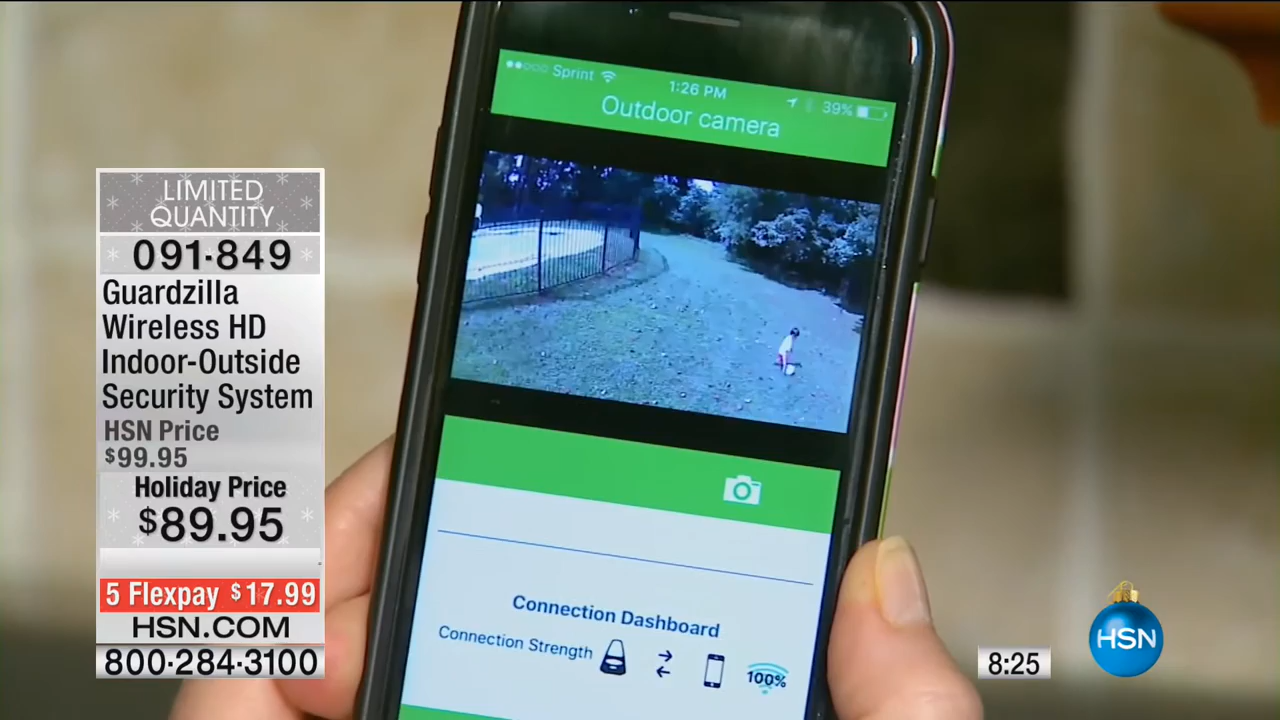 LIMITED
QUANTITY
091·849
Guardzilla
Wireless HD
Indoor-Outside
Security System
HSN Price
$99.95
Holiday Price
$89.95
5 Flexpay $17.99
HSN.COM
800·284·3100
Sprint
1:26 PM
39%
Outdoor camera
Connection Dashboard
Connection Strength
100%
8:25
HSN